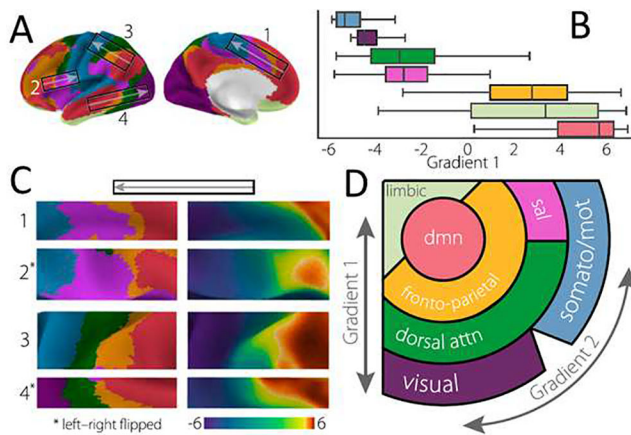 A
3
1
2
4
B
-6
-4
-2
0
2
4
6
Gradient 1
C
1
2*
3
4*
* left–right flipped
-6
6
D
limbic
sal
somato/mot
dmn
fronto-parietal
dorsal attn
visual
Gradient 1
Gradient 2